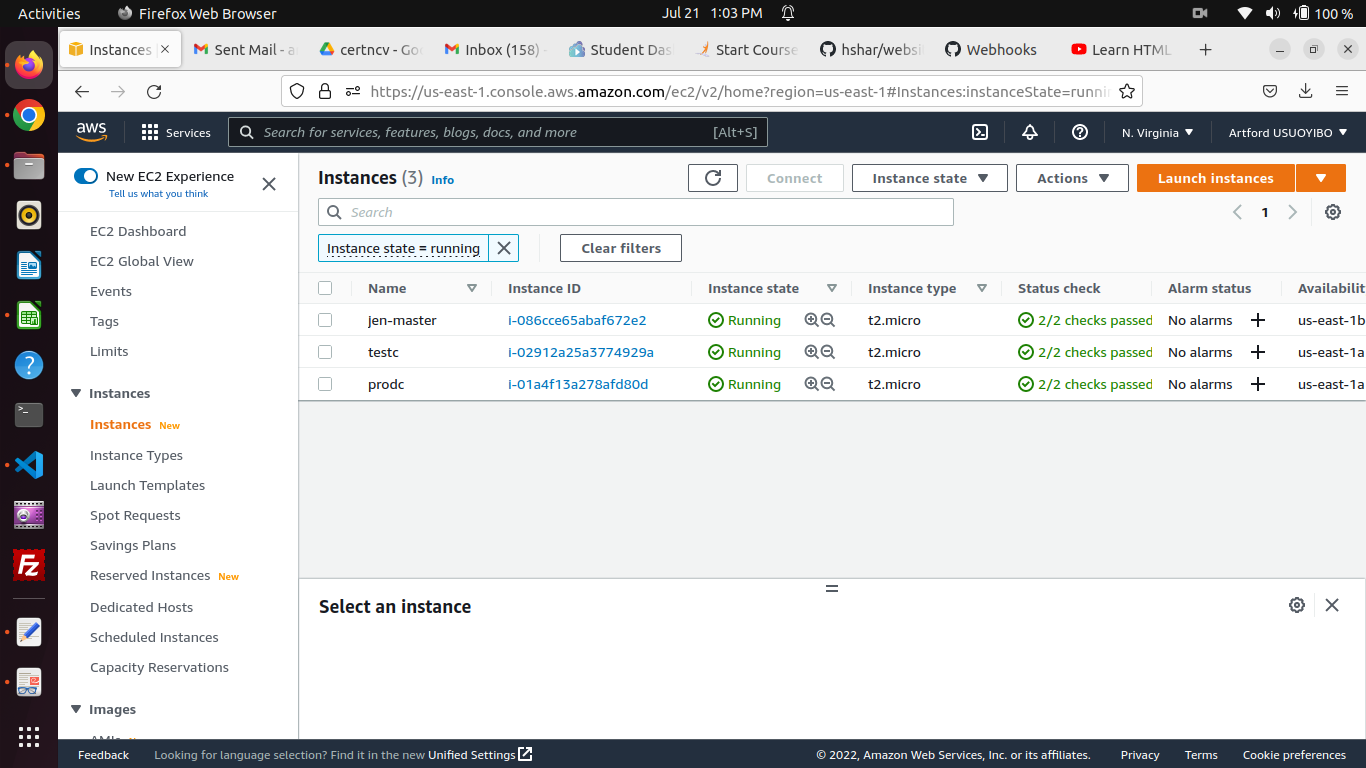 Activities Firefox Web Browser Jul 21 1:03 PM 100 %
Instances Sent Mail - a certncv - Goo Inbox (158) - Student Das Start Course hshar/websi Webhooks Learn HTML
https://us-east-1.console.aws.amazon.com/ec2/v2/home?region=us-east-1#Instances:instanceState=runnin
aws Services Search for services, features, blogs, docs, and more [Alt+S] N. Virginia Artford USUOYIBO
New EC2 Experience
Tell us what you think
EC2 Dashboard
EC2 Global View
Events
Tags
Limits
Instances
Instances New
Instance Types
Launch Templates
Spot Requests
Savings Plans
Reserved Instances New
Dedicated Hosts
Scheduled Instances
Capacity Reservations
Images
Instances (3) Info Connect Instance state Actions Launch instances
Search 1
Instance state = running Clear filters
Name Instance ID Instance state Instance type Status check Alarm status Availabilit
jen-master i-086cce65abaf672e2 Running t2.micro 2/2 checks passed No alarms us-east-1b
testc i-02912a25a3774929a Running t2.micro 2/2 checks passed No alarms us-east-1a
prodc i-01a4f13a278afd80d Running t2.micro 2/2 checks passed No alarms us-east-1a
Select an instance
Feedback Looking for language selection? Find it in the new Unified Settings © 2022, Amazon Web Services, Inc. or its affiliates. Privacy Terms Cookie preferences